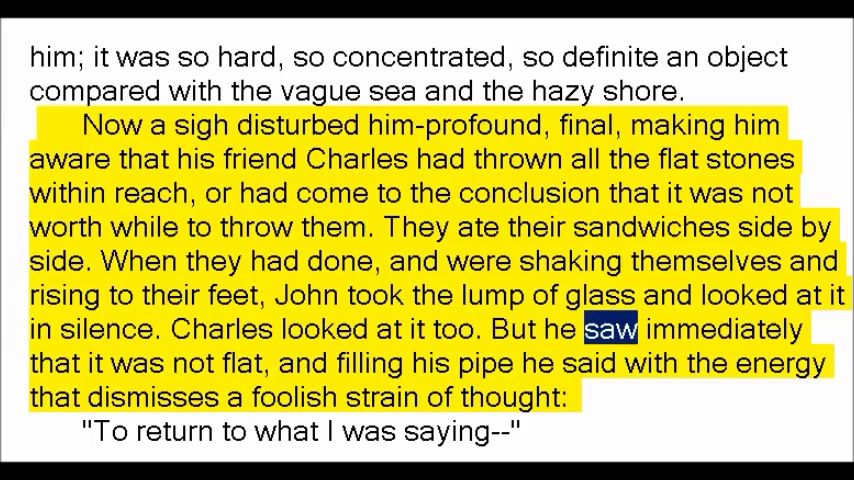 him; it was so hard, so concentrated, so definite an object
compared with the vague sea and the hazy shore.
Now a sigh disturbed him-profound, final, making him
aware that his friend Charles had thrown all the flat stones
within reach, or had come to the conclusion that it was not
worth while to throw them. They ate their sandwiches side by
side. When they had done, and were shaking themselves and
rising to their feet, John took the lump of glass and looked at it
in silence. Charles looked at it too. But he saw immediately
that it was not flat, and filling his pipe he said with the energy
that dismisses a foolish strain of thought:
"To return to what I was saying--"